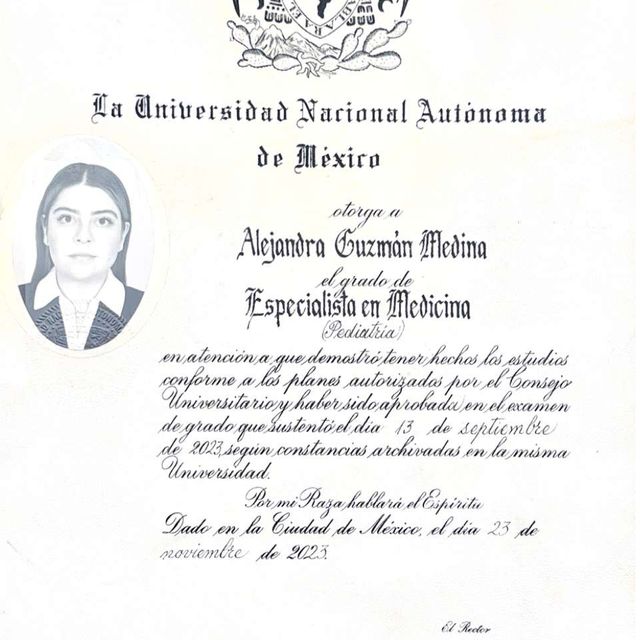 La Universidad Nacional Autónoma
de México
otorga a
Alejandra Guzmán Medina
el grado de
Especialista en Medicina
(Pediatría)
en atención a que demostró tener hechos los estudios
conforme a los planes autorizados por el Consejo
Universitario y haber sido aprobada en el examen
de grado que sustentó el día 13 de septiembre
de 2023, según constancias archivadas en la misma
Universidad.
Por mi Raza hablará el Espíritu
Dado en la Ciudad de México, el día 23 de
noviembre de 2023.
El Rector